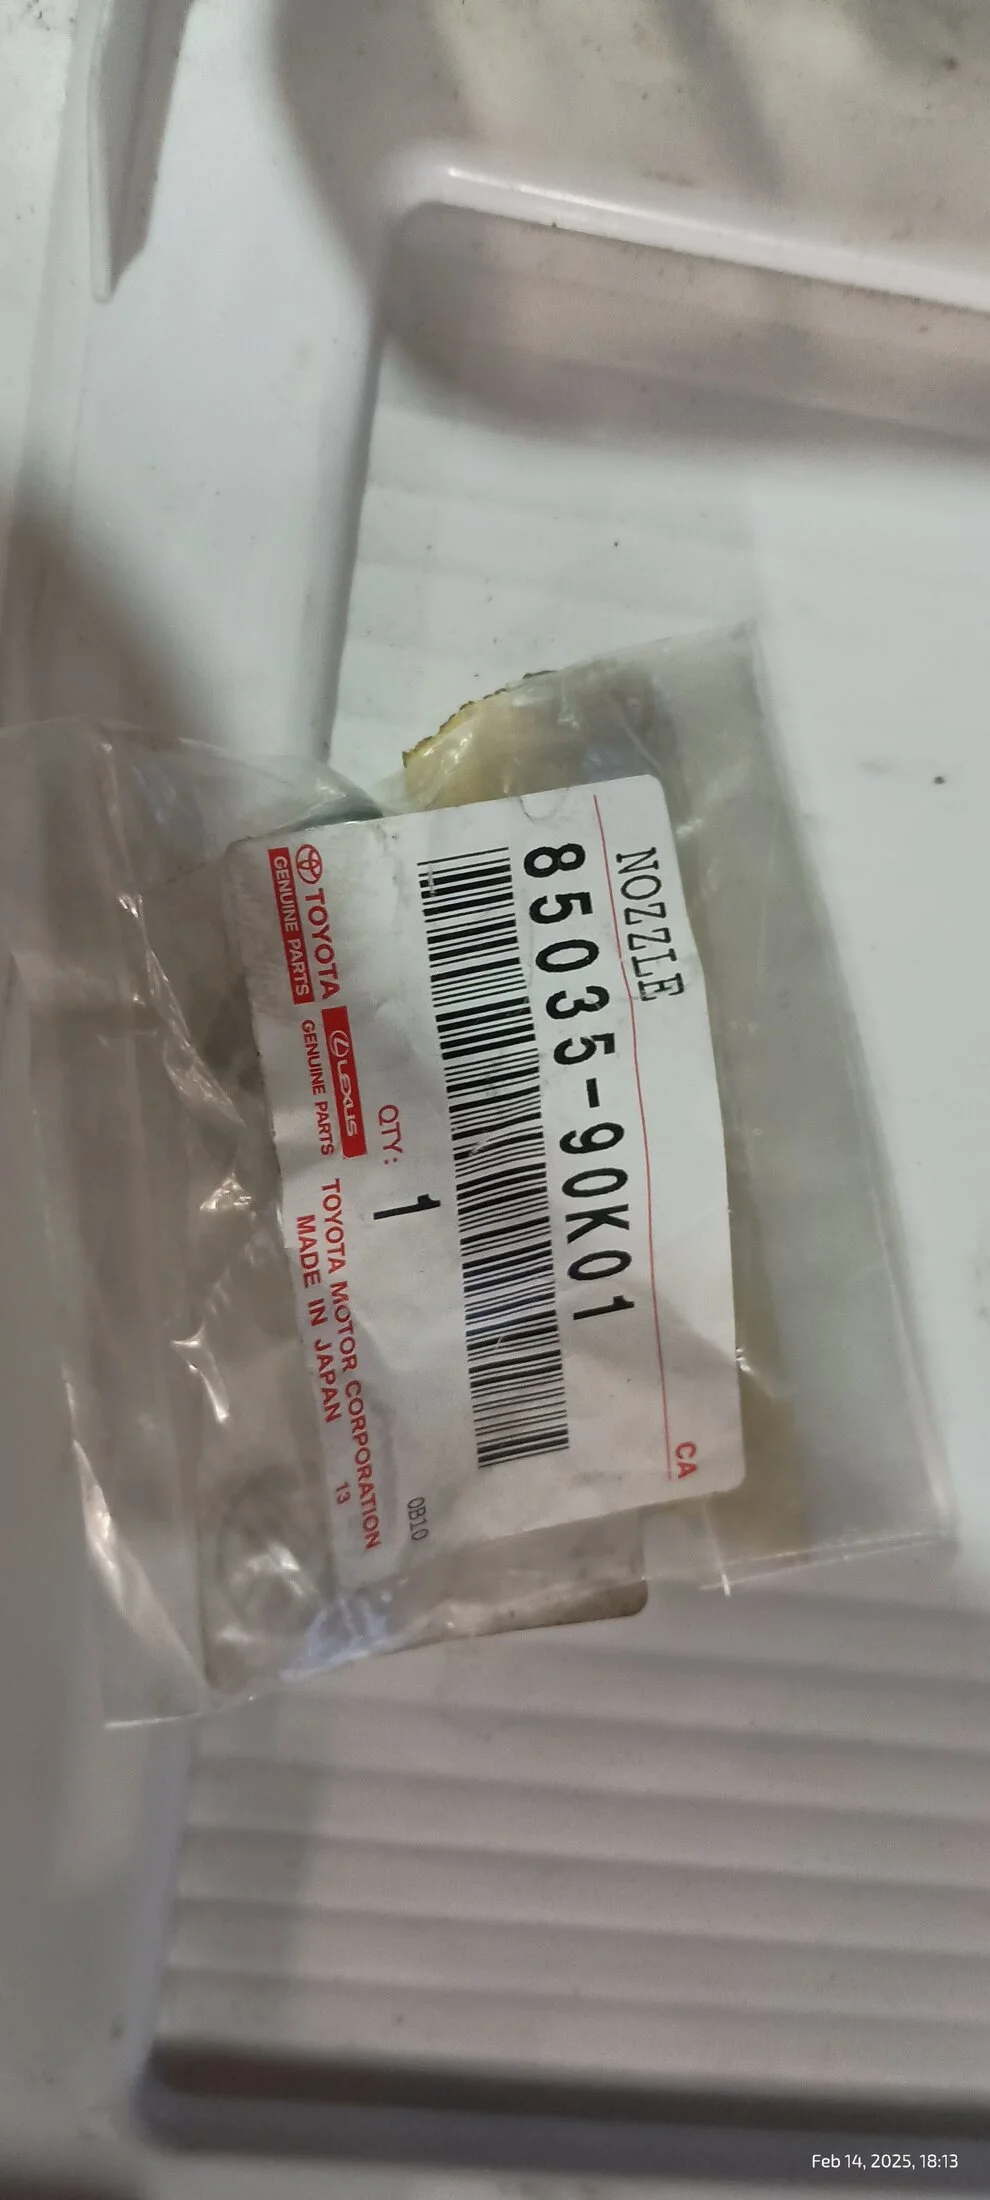 NOZZLE
CA
85035-90K01
QTY: 1
0B10
TOYOTA
GENUINE PARTS
LEXUS
GENUINE PARTS
TOYOTA MOTOR CORPORATION
MADE IN JAPAN 13
Feb 14, 2025, 18:13